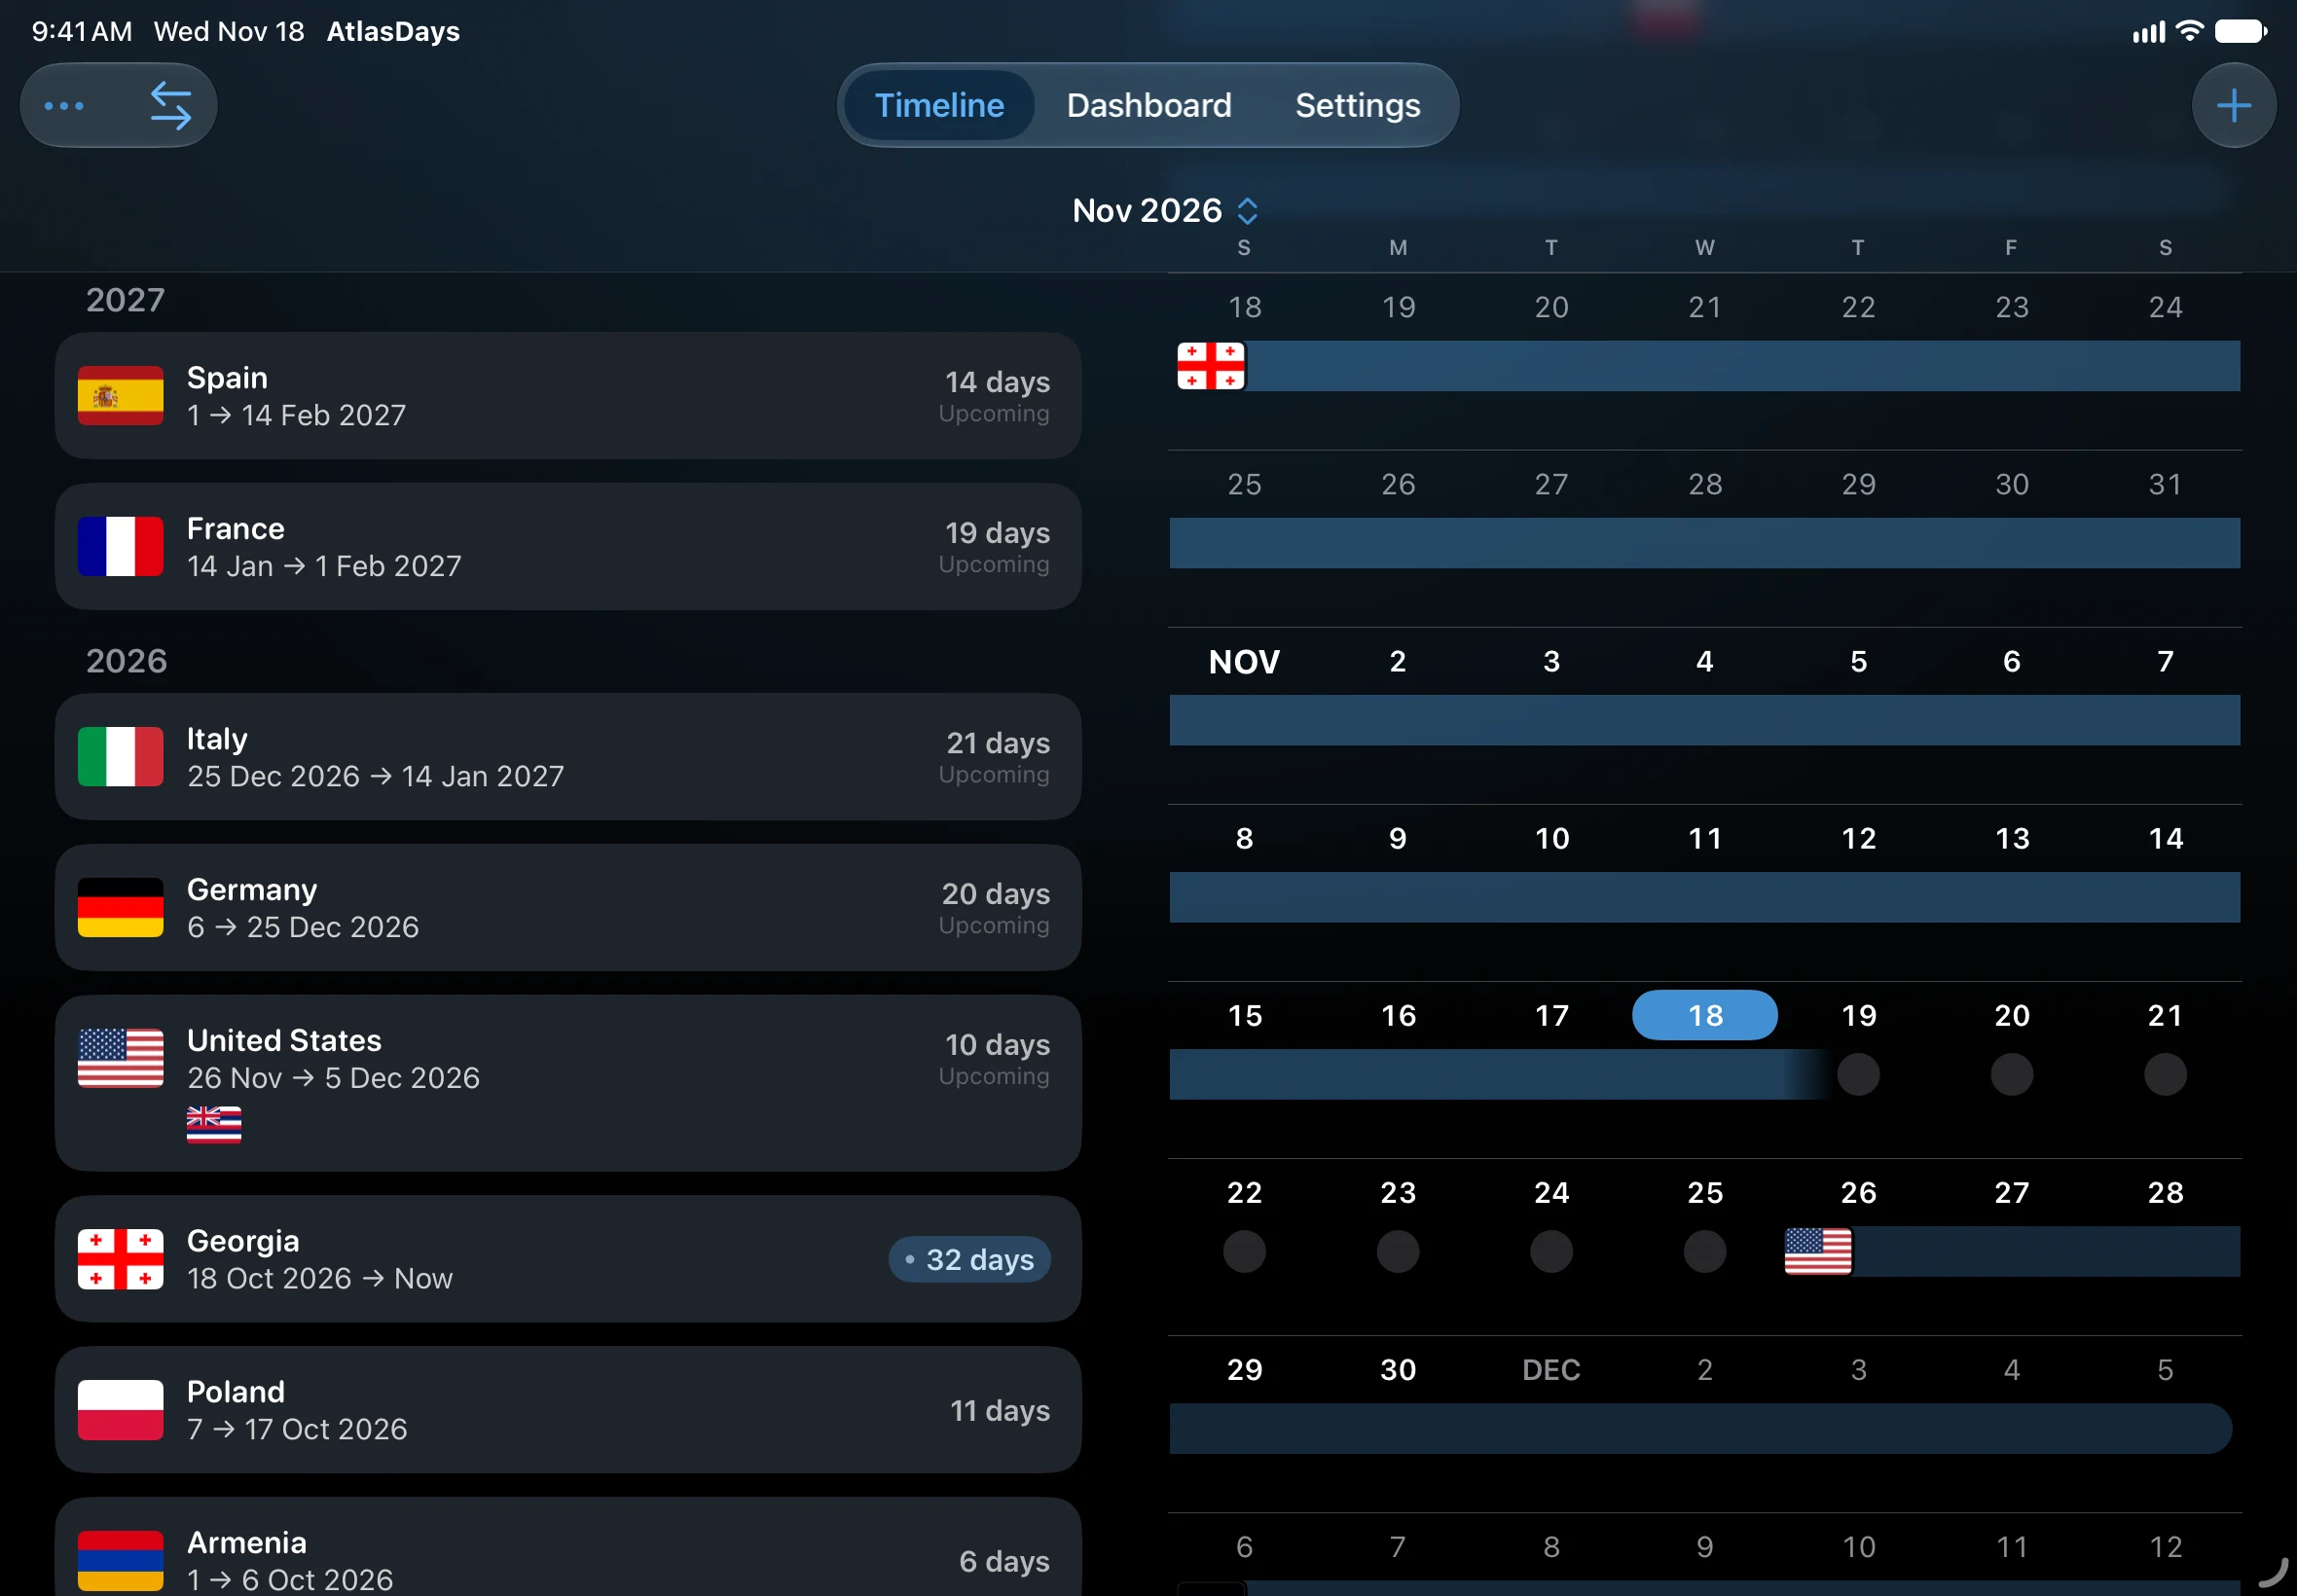 9:41 AM Wed Nov 18 AtlasDays
Timeline Dashboard Settings
Nov 2026
S M T W T F S
2027
Spain
1 → 14 Feb 2027
14 days
Upcoming
France
14 Jan → 1 Feb 2027
19 days
Upcoming
2026
Italy
25 Dec 2026 → 14 Jan 2027
21 days
Upcoming
Germany
6 → 25 Dec 2026
20 days
Upcoming
United States
26 Nov → 5 Dec 2026
10 days
Upcoming
Georgia
18 Oct 2026 → Now
• 32 days
Poland
7 → 17 Oct 2026
11 days
Armenia
1 → 6 Oct 2026
6 days
18 19 20 21 22 23 24
25 26 27 28 29 30 31
NOV 2 3 4 5 6 7
8 9 10 11 12 13 14
15 16 17 18 19 20 21
22 23 24 25 26 27 28
29 30 DEC 2 3 4 5
6 7 8 9 10 11 12